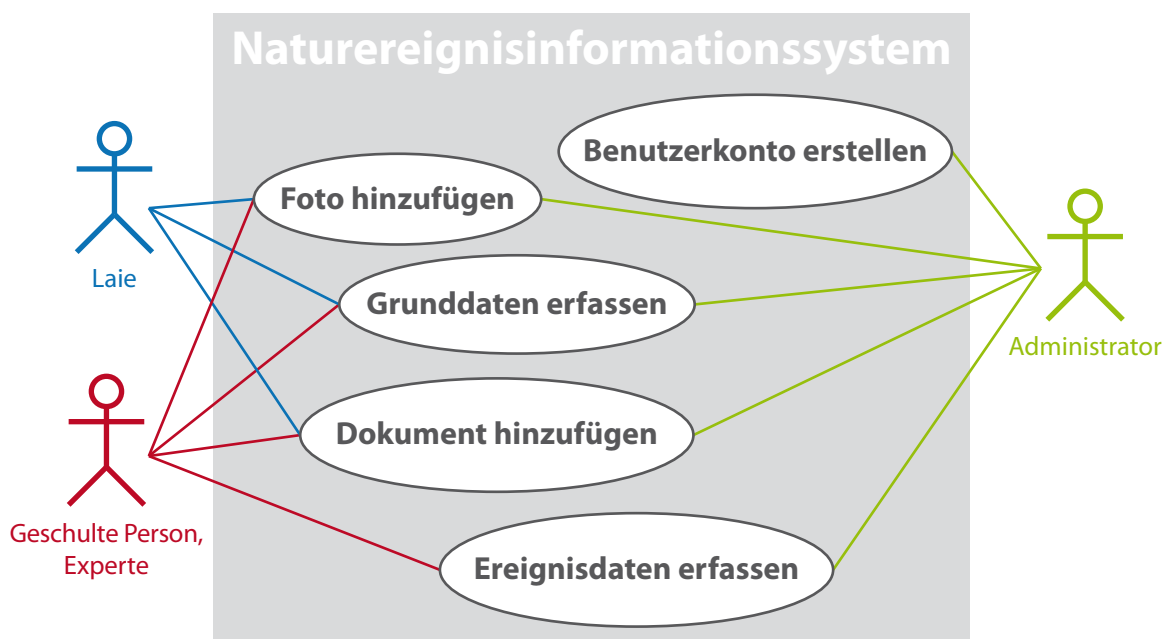 Naturereignisinformationssystem
Benutzerkonto erstellen
Foto hinzufügen
Laie
Grunddaten erfassen
Administrator
Dokument hinzufügen
Geschulte Person,
Experte
Ereignisdaten erfassen